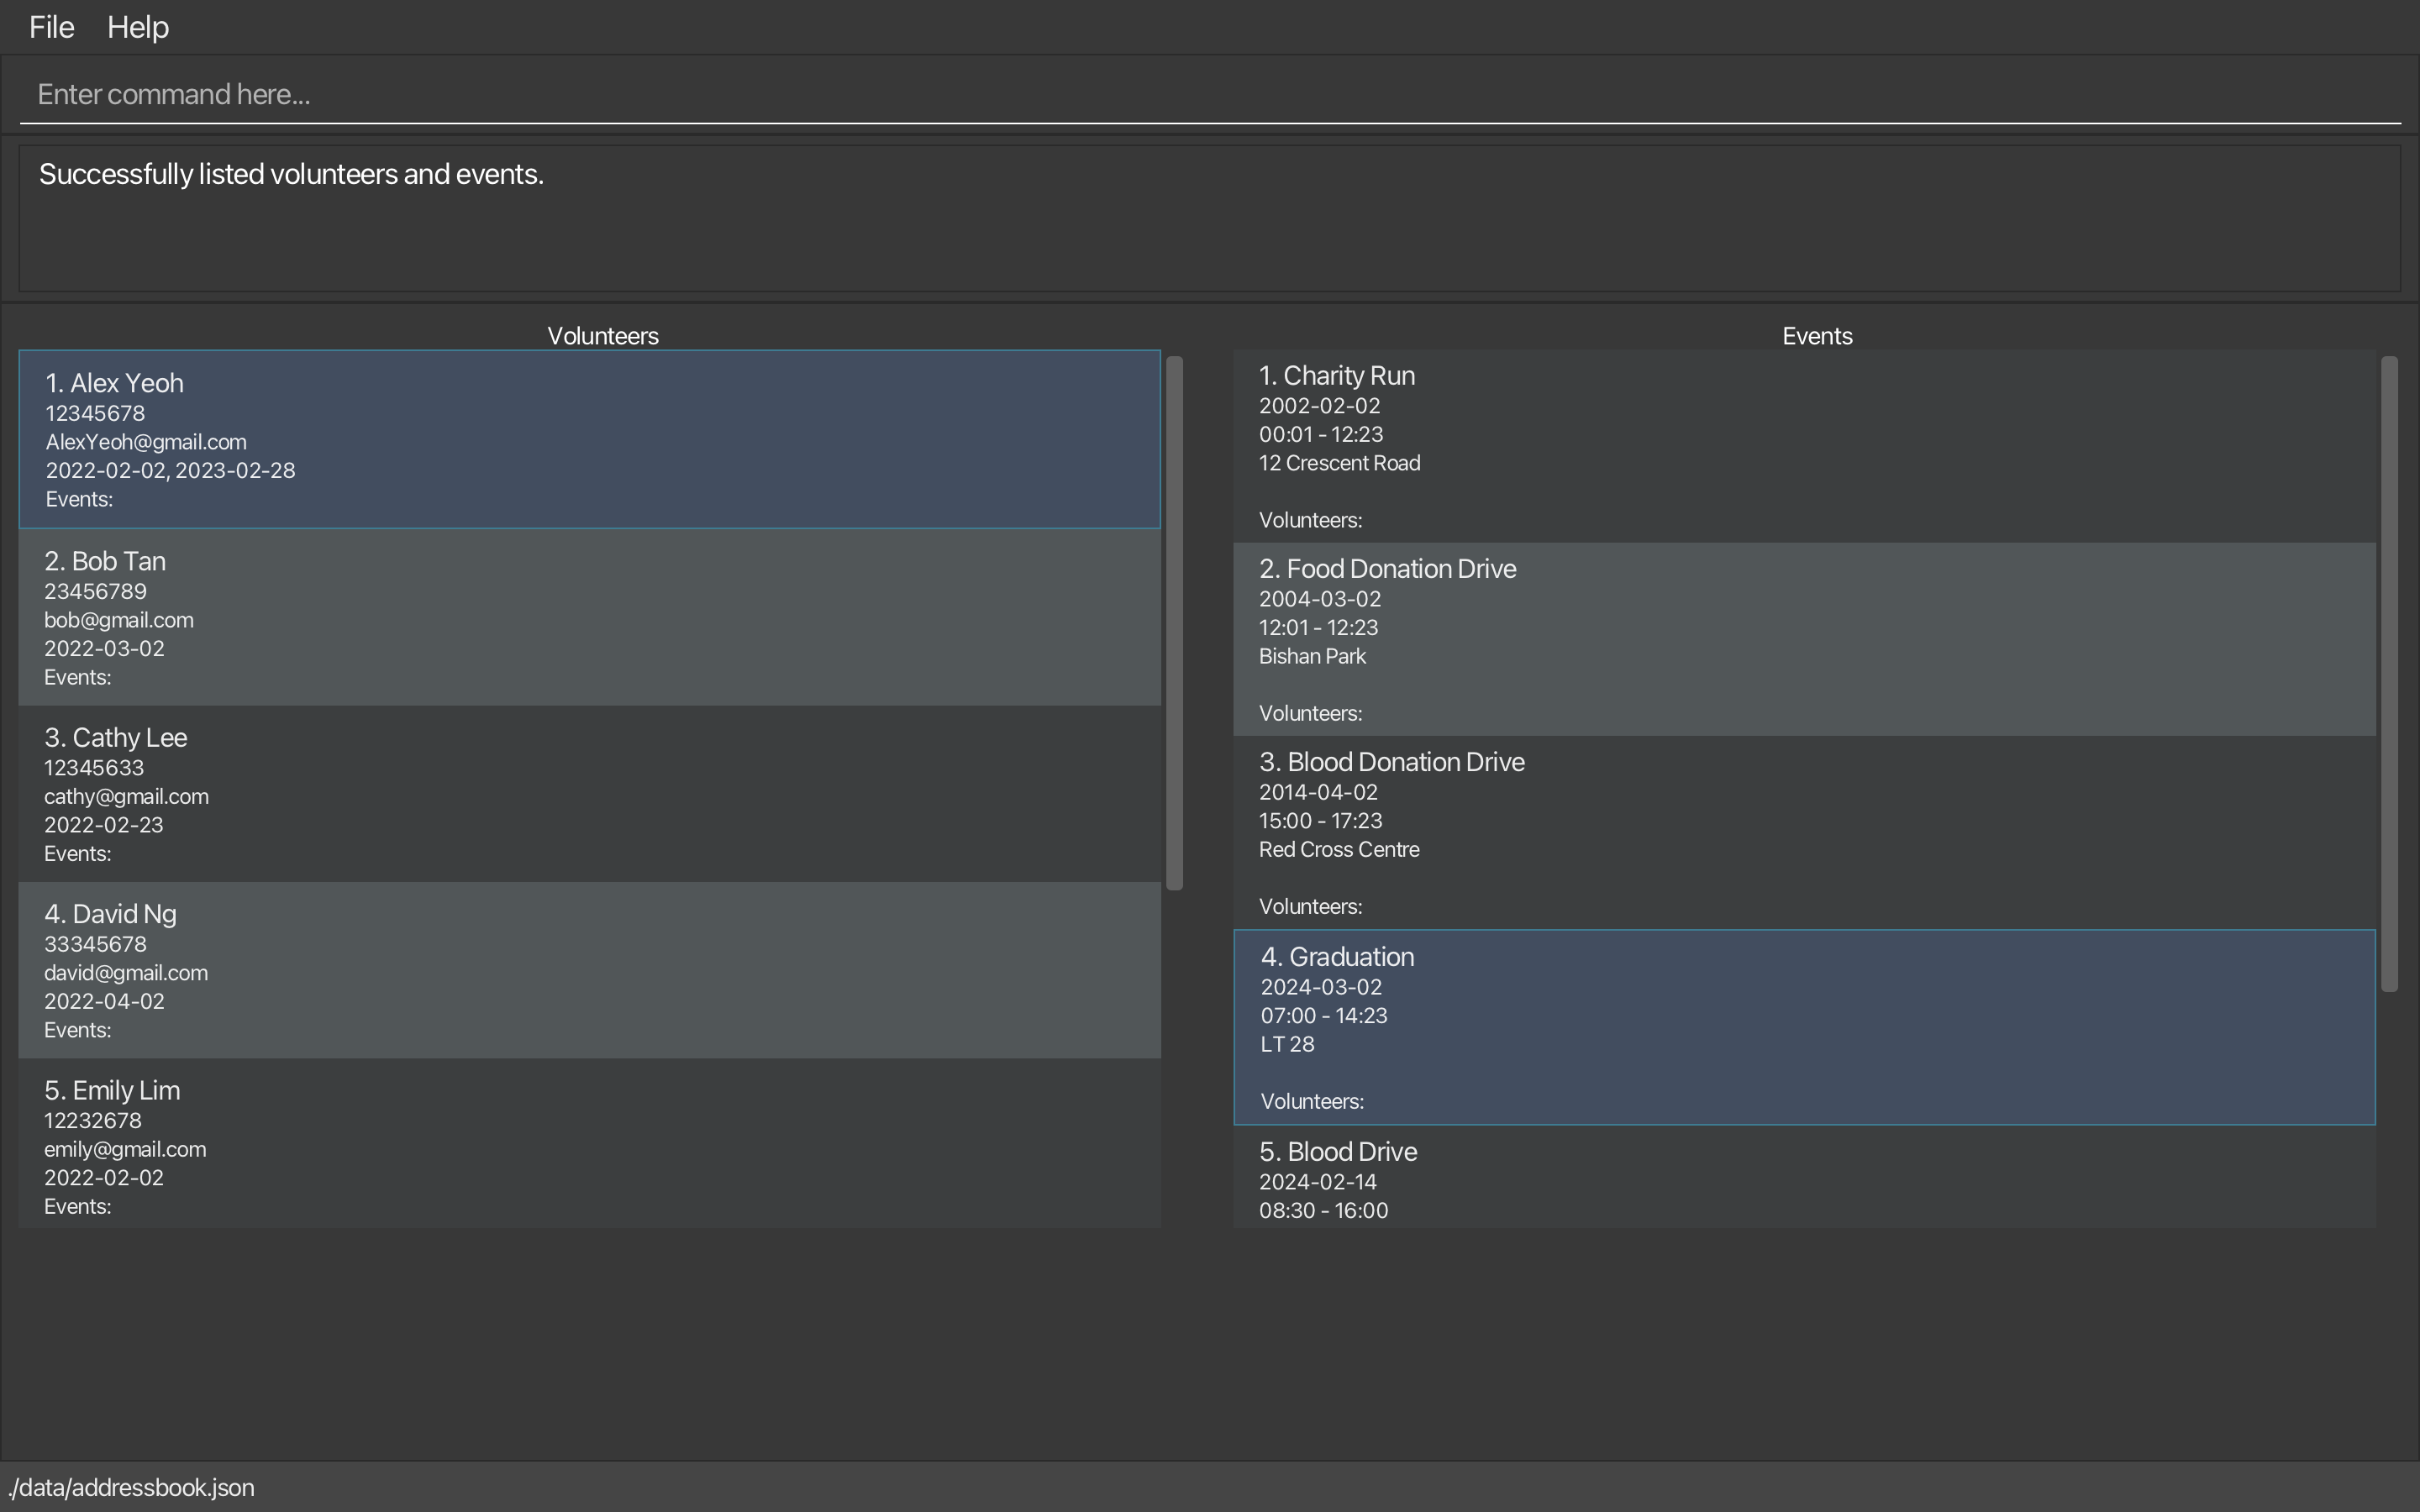 File Help
Enter command here...
Successfully listed volunteers and events.
Volunteers
1. Alex Yeoh
12345678
AlexYeoh@gmail.com
2022-02-02, 2023-02-28
Events:
2. Bob Tan
23456789
bob@gmail.com
2022-03-02
Events:
3. Cathy Lee
12345633
cathy@gmail.com
2022-02-23
Events:
4. David Ng
33345678
david@gmail.com
2022-04-02
Events:
5. Emily Lim
12232678
emily@gmail.com
2022-02-02
Events:
Events
1. Charity Run
2002-02-02
00:01 - 12:23
12 Crescent Road
Volunteers:
2. Food Donation Drive
2004-03-02
12:01 - 12:23
Bishan Park
Volunteers:
3. Blood Donation Drive
2014-04-02
15:00 - 17:23
Red Cross Centre
Volunteers:
4. Graduation
2024-03-02
07:00 - 14:23
LT 28
Volunteers:
5. Blood Drive
2024-02-14
08:30 - 16:00
./data/addressbook.json